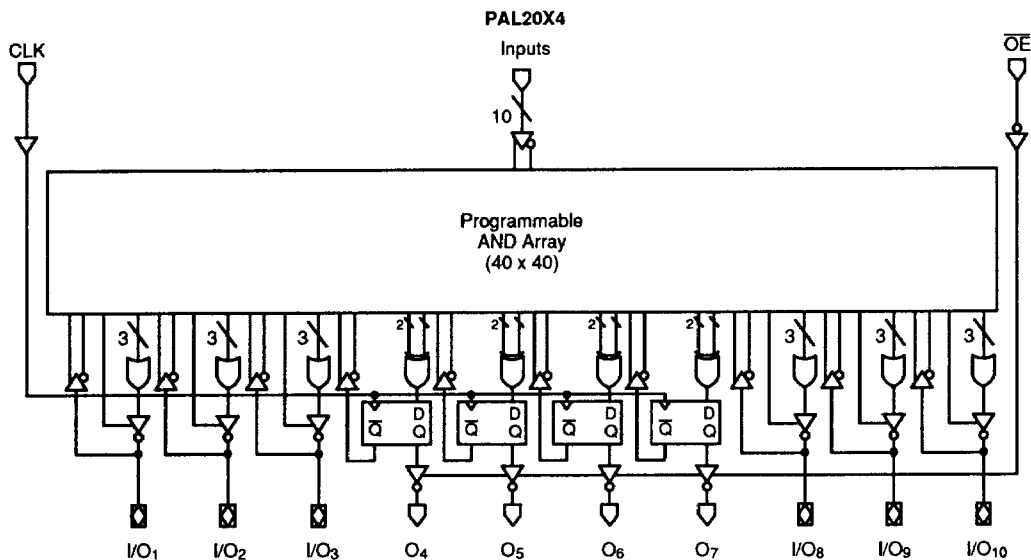 PAL20X4
CLK
Inputs
O̅E̅
10
Programmable
AND Array
(40 x 40)
3 3 3 2 2 2 2 3 3 3
D D D D
Q̅ Q Q̅ Q Q̅ Q Q̅ Q
I/O1 I/O2 I/O3 O4 O5 O6 O7 I/O8 I/O9 I/O10